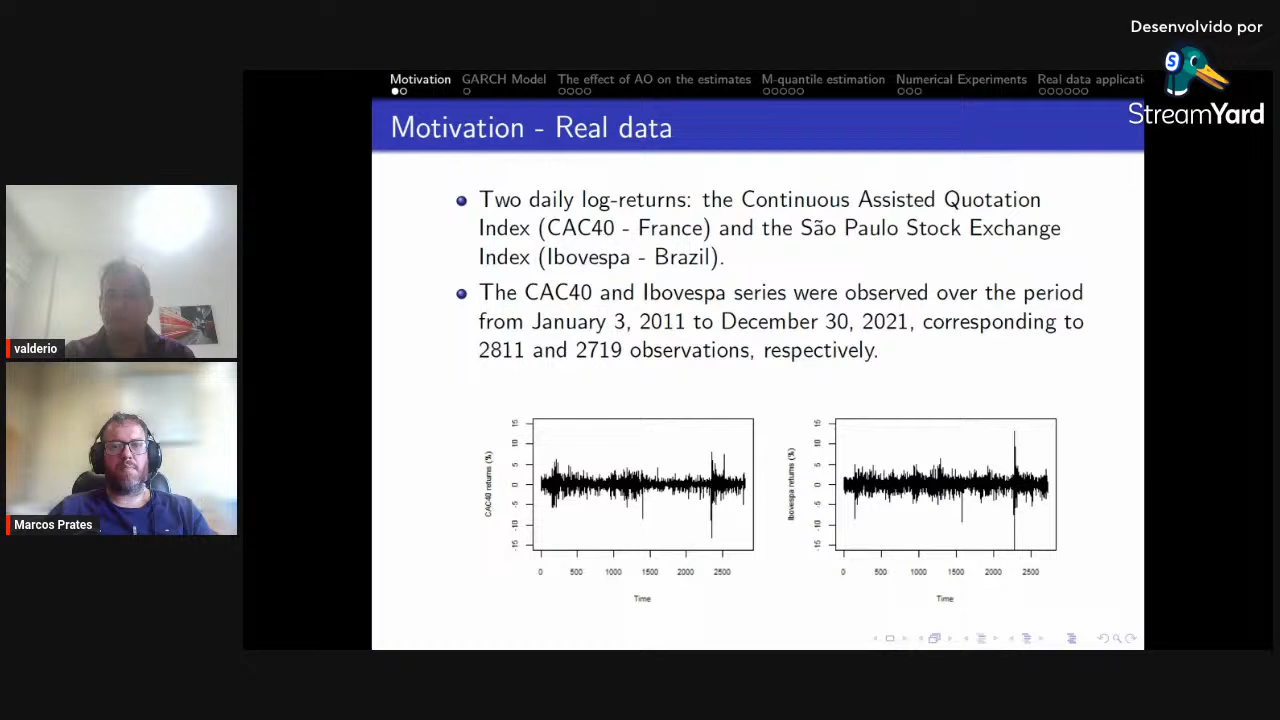 Desenvolvido por
StreamYard
Motivation GARCH Model The effect of AO on the estimates M-quantile estimation Numerical Experiments Real data applicati
Motivation - Real data
Two daily log-returns: the Continuous Assisted Quotation
Index (CAC40 - France) and the São Paulo Stock Exchange
Index (Ibovespa - Brazil).
The CAC40 and Ibovespa series were observed over the period
from January 3, 2011 to December 30, 2021, corresponding to
2811 and 2719 observations, respectively.
CAC40 returns (%)
15
10
5
0
-5
-10
-15
0 500 1000 1500 2000 2500
Time
Ibovespa returns (%)
15
10
5
0
-5
-10
-15
0 500 1000 1500 2000 2500
Time
valderio
Marcos Prates